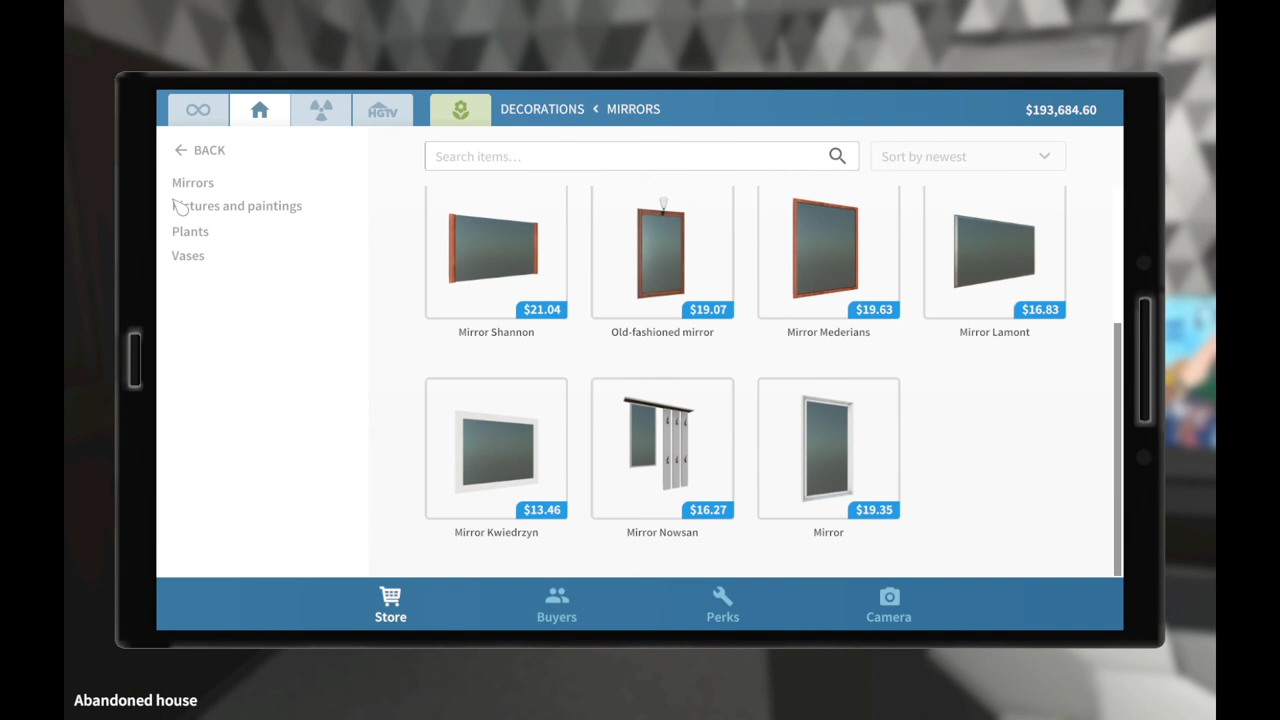 HGTV
DECORATIONS < MIRRORS
$193,684.60
BACK
Search items...
Sort by newest
Mirrors
tures and paintings
Plants
Vases
$21.04
$19.07
$19.63
$16.83
Mirror Shannon
Old-fashioned mirror
Mirror Mederians
Mirror Lamont
$13.46
$16.27
$19.35
Mirror Kwiedrzyn
Mirror Nowsan
Mirror
Store
Buyers
Perks
Camera
Abandoned house